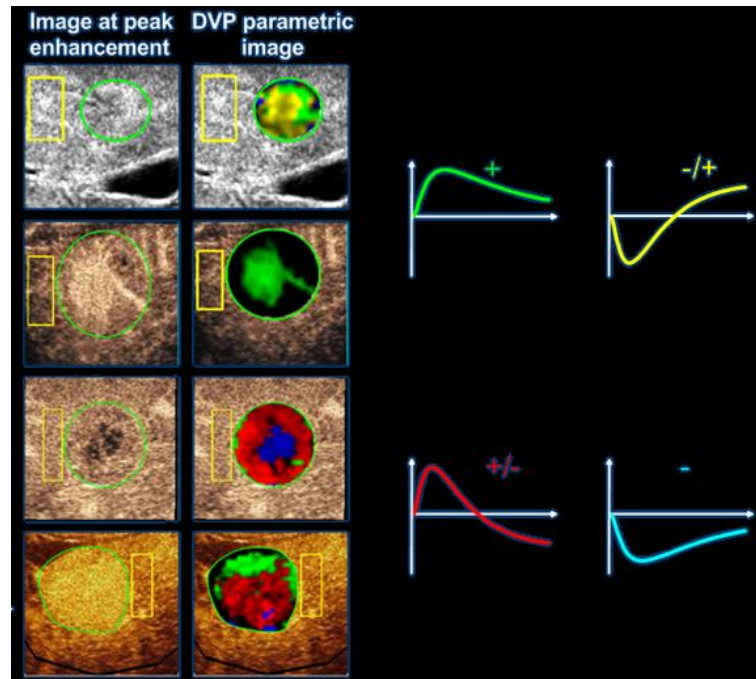 Image at peak
enhancement
DVP parametric
image
+
-/+
+/-
-